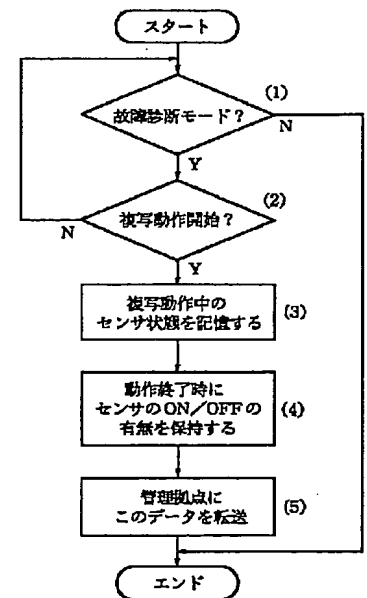 スタート
(1)
故障診断モード?
N
Y
(2)
複写動作開始?
N
Y
複写動作中の
センサ状態を記憶する
(3)
動作終了時に
センサのON/OFFの
有無を保持する
(4)
管理拠点に
このデータを転送
(5)
エンド